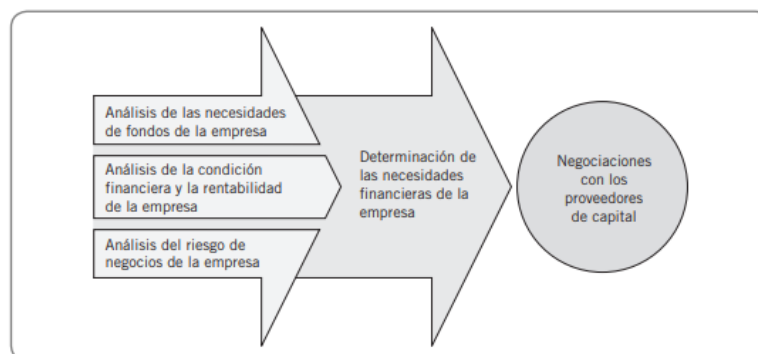 Análisis de las necesidades
de fondos de la empresa
Análisis de la condición
financiera y la rentabilidad
de la empresa
Análisis del riesgo de
negocios de la empresa
Determinación de
las necesidades
financieras de la
empresa
Negociaciones
con los
proveedores
de capital